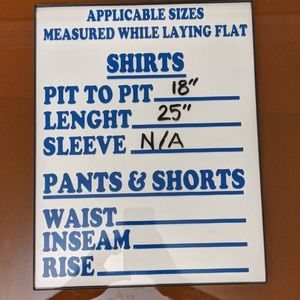 APPLICABLE SIZES
MEASURED WHILE LAYING FLAT
SHIRTS
PIT TO PIT 18"
LENGHT 25"
SLEEVE N/A
PANTS & SHORTS
WAIST
INSEAM
RISE